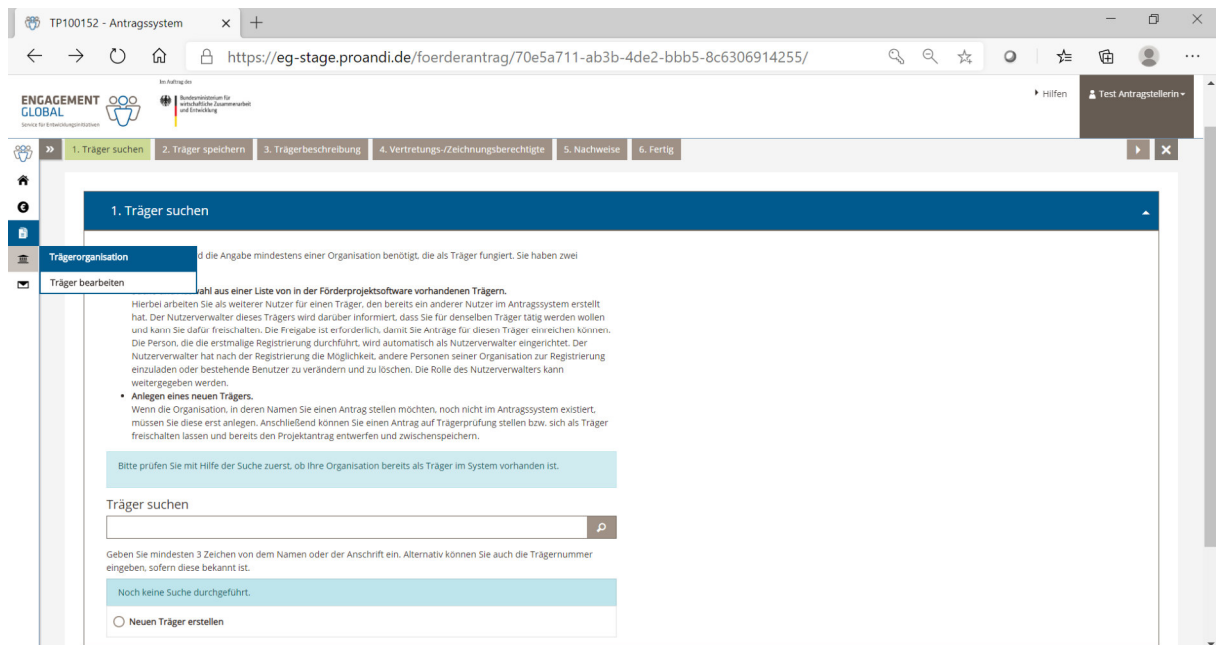 TP100152 - Antragssystem
https://eg-stage.proandi.de/foerderantrag/70e5a711-ab3b-4de2-bbb5-8c6306914255/
Im Auftrag des
ENGAGEMENT
GLOBAL
Service für Entwicklungsinitiativen
Bundesministerium für
wirtschaftliche Zusammenarbeit
und Entwicklung
Hilfen
Test Antragstellerin
1. Träger suchen 2. Träger speichern 3. Trägerbeschreibung 4. Vertretungs-/Zeichnungsberechtigte 5. Nachweise 6. Fertig
1. Träger suchen
Trägerorganisation
Träger bearbeiten
d die Angabe mindestens einer Organisation benötigt, die als Träger fungiert. Sie haben zwei
ahl aus einer Liste von in der Förderprojektsoftware vorhandenen Trägern.
Hierbei arbeiten Sie als weiterer Nutzer für einen Träger, den bereits ein anderer Nutzer im Antragssystem erstellt
hat. Der Nutzerverwalter dieses Trägers wird darüber informiert, dass Sie für denselben Träger tätig werden wollen
und kann Sie dafür freischalten. Die Freigabe ist erforderlich, damit Sie Anträge für diesen Träger einreichen können.
Die Person, die die erstmalige Registrierung durchführt, wird automatisch als Nutzerverwalter eingerichtet. Der
Nutzerverwalter hat nach der Registrierung die Möglichkeit, andere Personen seiner Organisation zur Registrierung
einzuladen oder bestehende Benutzer zu verändern und zu löschen. Die Rolle des Nutzerverwalters kann
weitergegeben werden.
• Anlegen eines neuen Trägers.
Wenn die Organisation, in deren Namen Sie einen Antrag stellen möchten, noch nicht im Antragssystem existiert,
müssen Sie diese erst anlegen. Anschließend können Sie einen Antrag auf Trägerprüfung stellen bzw. sich als Träger
freischalten lassen und bereits den Projektantrag entwerfen und zwischenspeichern.
Bitte prüfen Sie mit Hilfe der Suche zuerst, ob Ihre Organisation bereits als Träger im System vorhanden ist.
Träger suchen
Geben Sie mindesten 3 Zeichen von dem Namen oder der Anschrift ein. Alternativ können Sie auch die Trägernummer
eingeben, sofern diese bekannt ist.
Noch keine Suche durchgeführt.
Neuen Träger erstellen